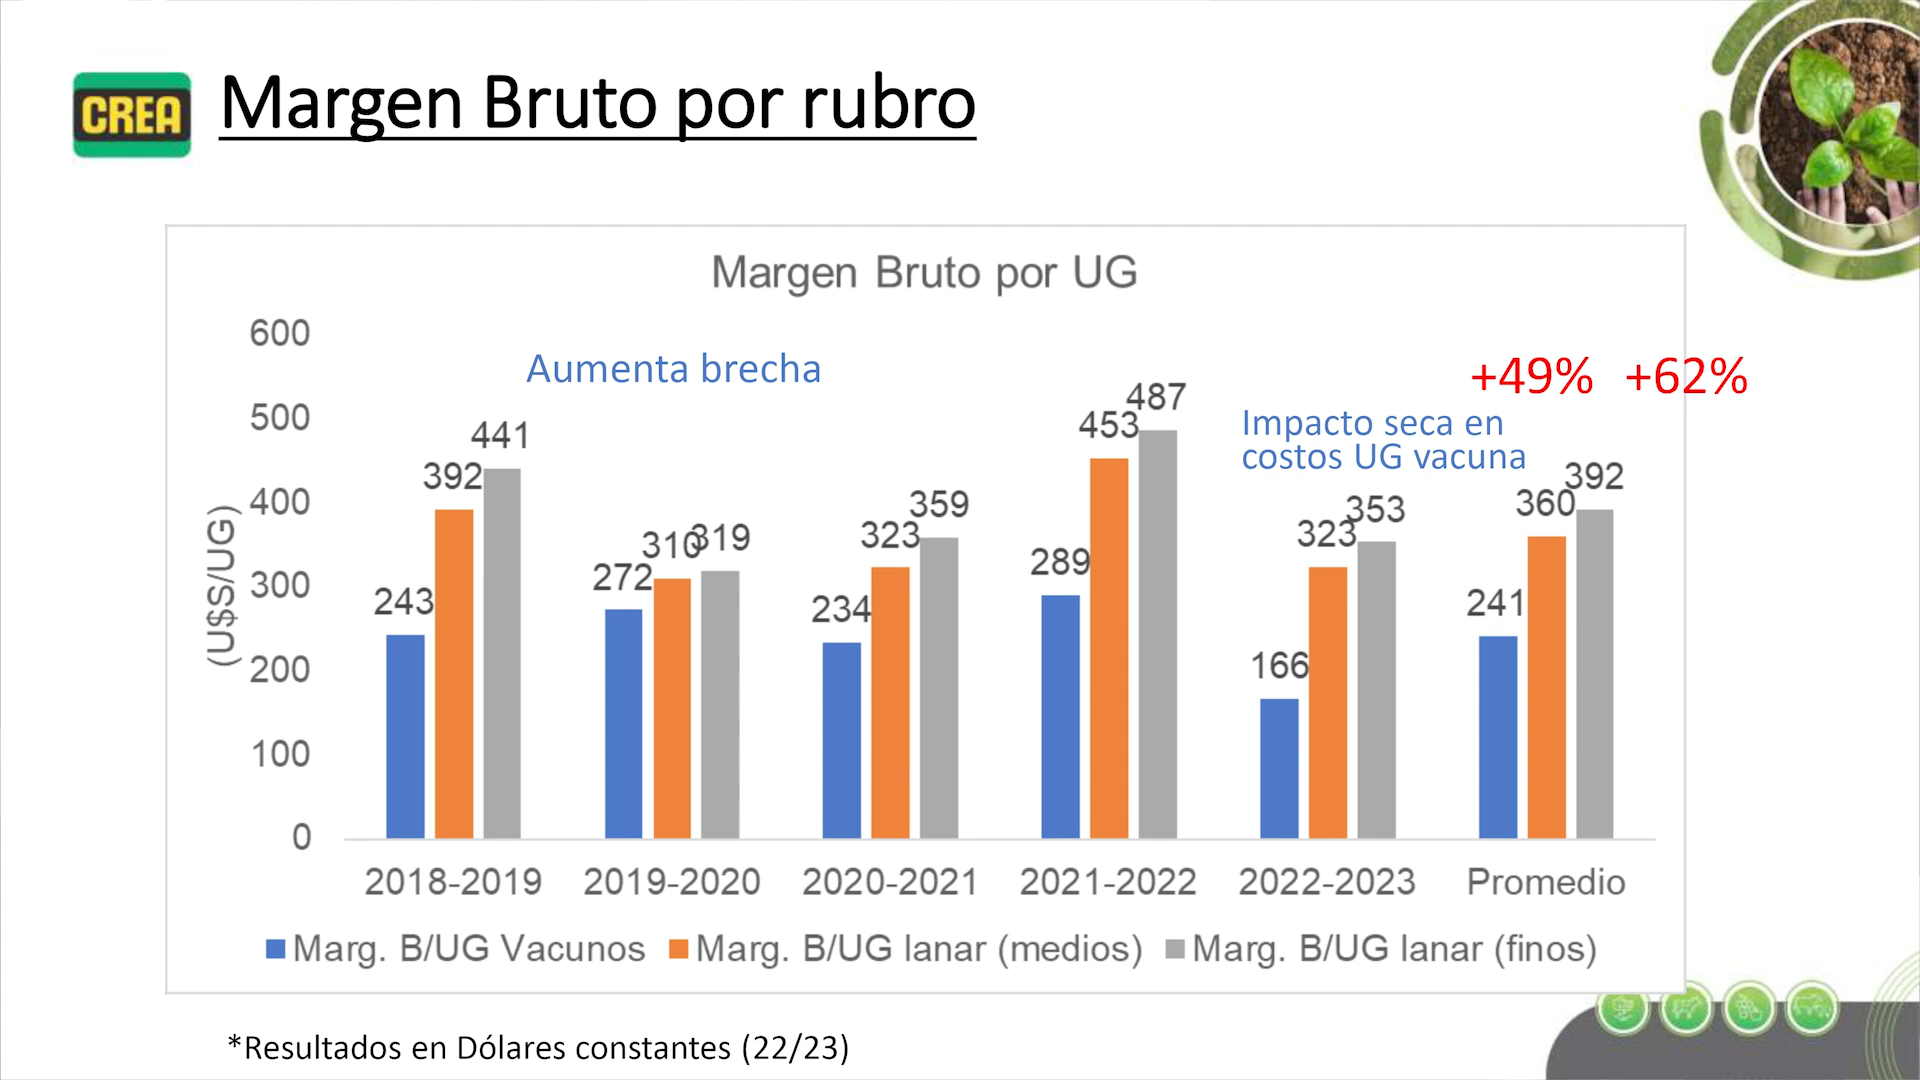 CREA
Margen Bruto por rubro
Margen Bruto por UG
(U$S/UG)
600
500
400
300
200
100
0
Aumenta brecha
+49% +62%
Impacto seca en
costos UG vacuna
243 392 441
272 310 319
234 323 359
289 453 487
166 323 353
241 360 392
2018-2019 2019-2020 2020-2021 2021-2022 2022-2023 Promedio
Marg. B/UG Vacunos Marg. B/UG lanar (medios) Marg. B/UG lanar (finos)
*Resultados en Dólares constantes (22/23)